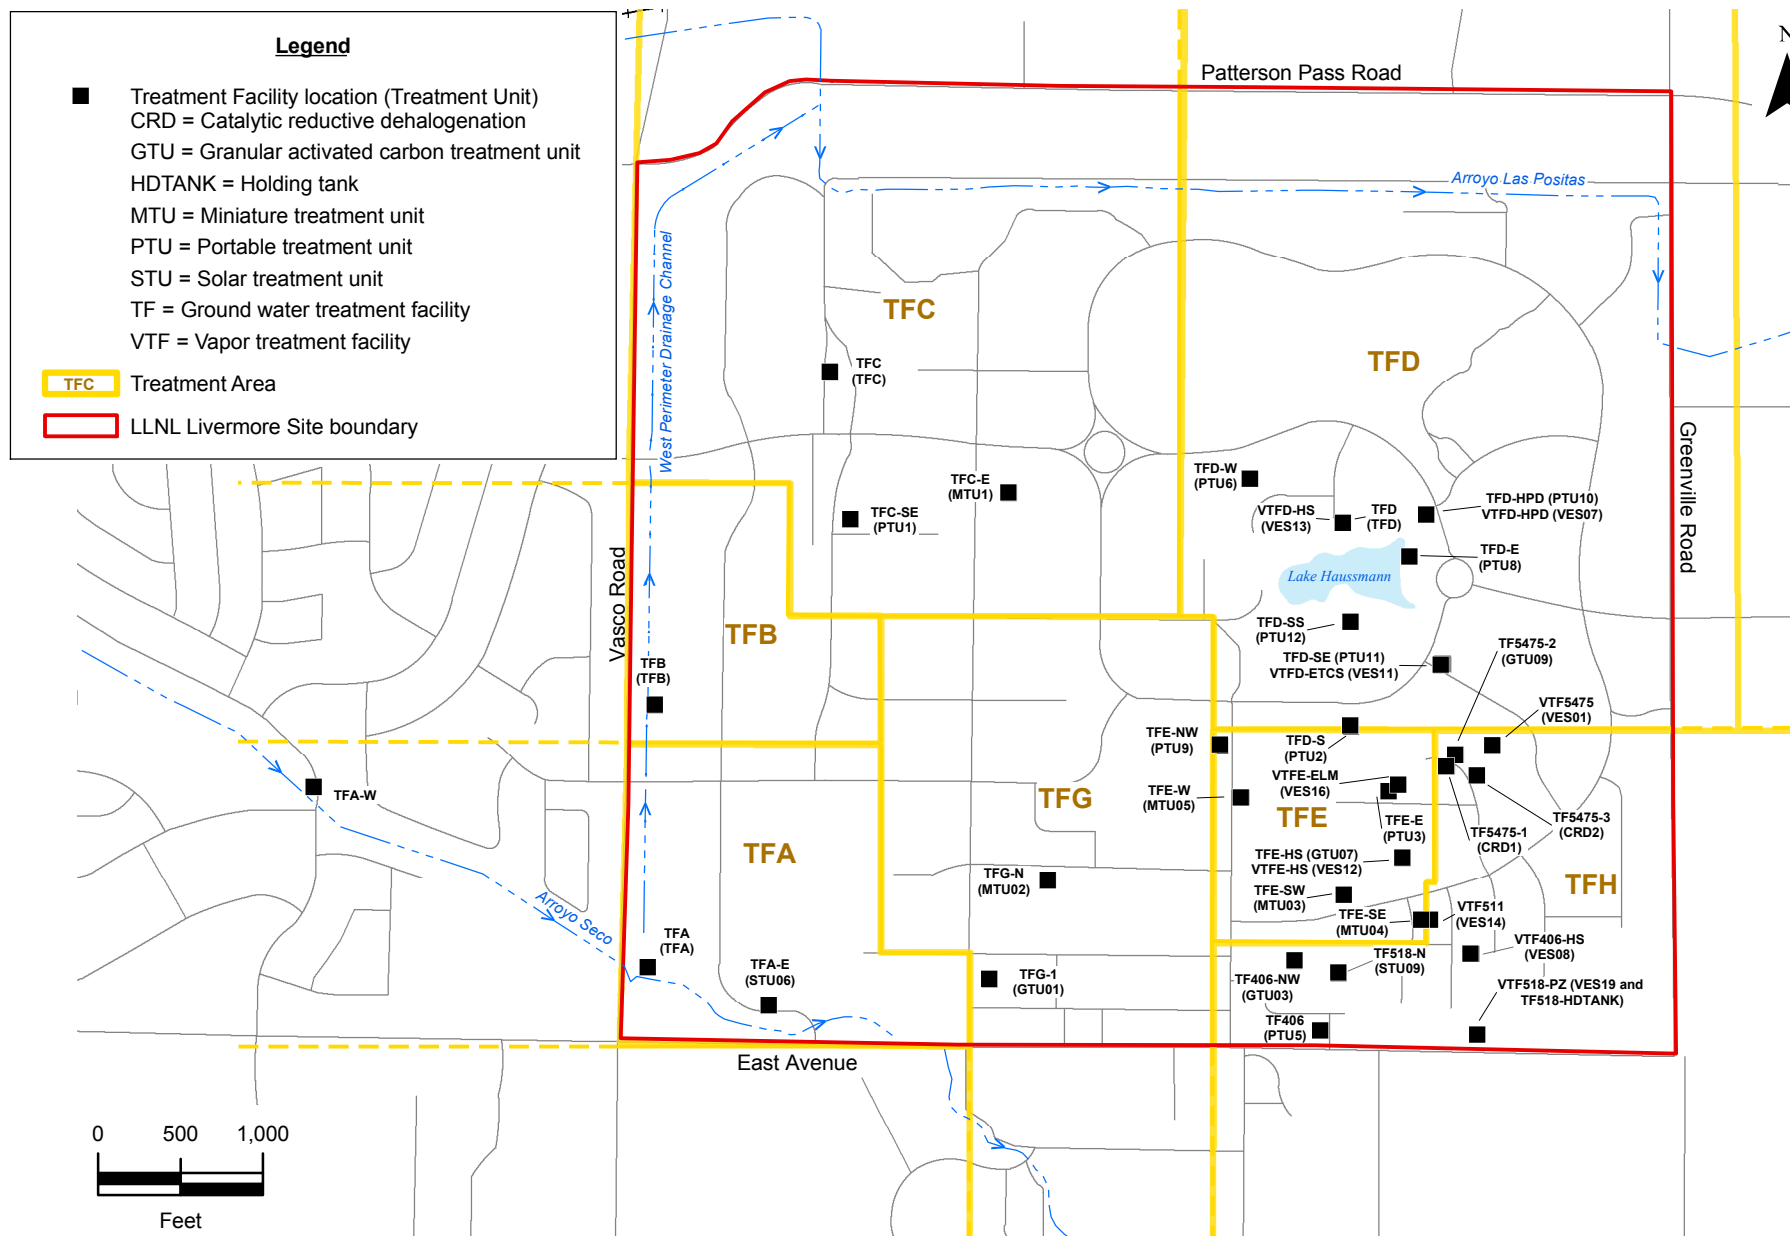 Legend
Treatment Facility location (Treatment Unit)
CRD = Catalytic reductive dehalogenation
GTU = Granular activated carbon treatment unit
HDTANK = Holding tank
MTU = Miniature treatment unit
PTU = Portable treatment unit
STU = Solar treatment unit
TF = Ground water treatment facility
VTF = Vapor treatment facility
TFC
Treatment Area
LLNL Livermore Site boundary
N
Patterson Pass Road
Arroyo Las Positas
West Perimeter Drainage Channel
TFC
TFD
TFC
(TFC)
Greenville Road
TFC-E
(MTU1)
TFC-SE
(PTU1)
TFD-W
(PTU6)
VTFD-HS
(VES13)
TFD
(TFD)
TFD-HPD (PTU10)
VTFD-HPD (VES07)
TFD-E
(PTU8)
Lake Haussmann
Vasco Road
TFB
TFB
(TFB)
TFD-SS
(PTU12)
TFD-SE (PTU11)
VTFD-ETCS (VES11)
TF5475-2
(GTU09)
VTF5475
(VES01)
TFE-NW
(PTU9)
TFD-S
(PTU2)
TFA-W
TFG
TFE-W
(MTU05)
VTFE-ELM
(VES16)
TFE
TFE-E
(PTU3)
TF5475-1
(CRD1)
TF5475-3
(CRD2)
TFA
TFE-HS (GTU07)
VTFE-HS (VES12)
TFH
TFG-N
(MTU02)
TFE-SW
(MTU03)
TFE-SE
(MTU04)
VTF511
(VES14)
Arroyo Seco
TFA
(TFA)
TFA-E
(STU06)
TFG-1
(GTU01)
TF406-NW
(GTU03)
TF518-N
(STU09)
VTF406-HS
(VES08)
VTF518-PZ (VES19 and
TF518-HDTANK)
TF406
(PTU5)
East Avenue
0 500 1,000
Feet